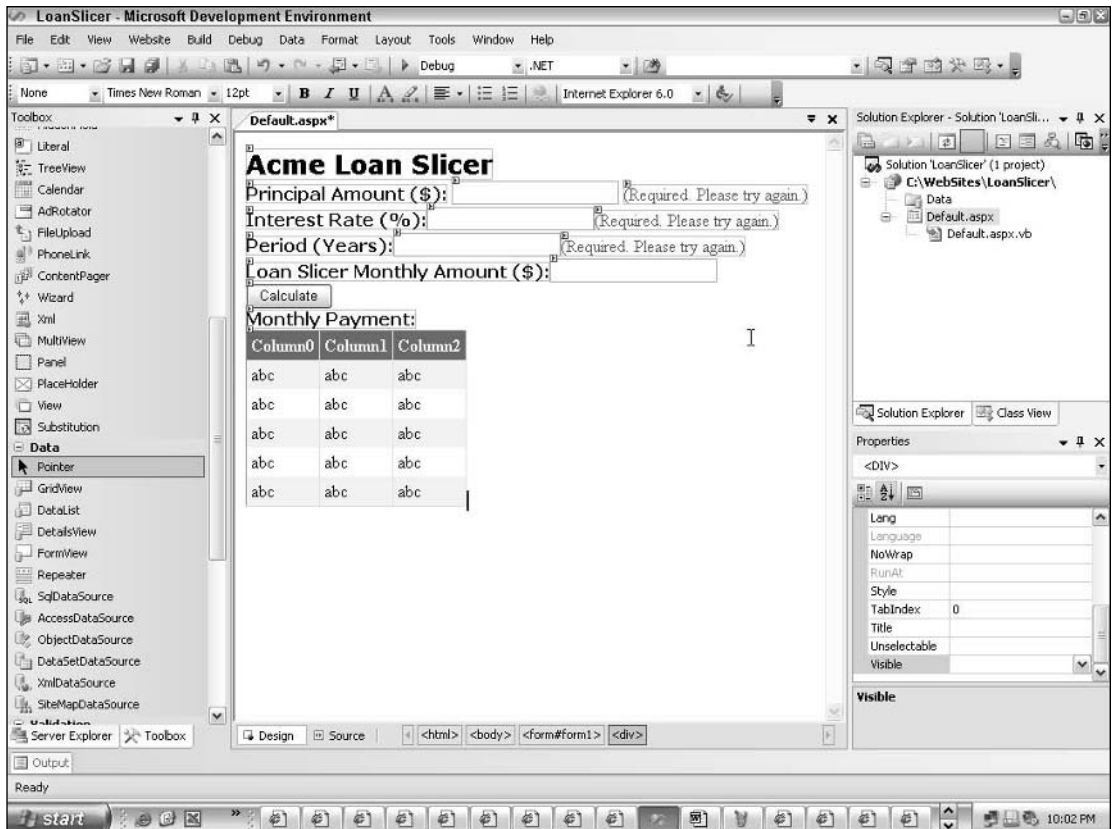 LoanSlicer - Microsoft Development Environment
File Edit View Website Build Debug Data Format Layout Tools Window Help
Debug .NET
None Times New Roman 12pt B I U A Internet Explorer 6.0
Toolbox
Literal
TreeView
Calendar
AdRotator
FileUpload
PhoneLink
ContentPager
Wizard
Xml
MultiView
Panel
PlaceHolder
View
Substitution
Data
Pointer
GridView
DataList
DetailsView
FormView
Repeater
SqlDataSource
AccessDataSource
ObjectDataSource
DataSetDataSource
XmlDataSource
SiteMapDataSource
Validation
Server Explorer Toolbox
Default.aspx*
Acme Loan Slicer
Principal Amount ($): (Required. Please try again.)
Interest Rate (%): (Required. Please try again.)
Period (Years): (Required. Please try again.)
Loan Slicer Monthly Amount ($):
Calculate
Monthly Payment:
Column0 Column1 Column2
abc abc abc
abc abc abc
abc abc abc
abc abc abc
abc abc abc
Design Source <html> <body> <form#form1> <div>
Solution Explorer - Solution 'LoanSli...
Solution 'LoanSlicer' (1 project)
C:\WebSites\LoanSlicer\
Data
Default.aspx
Default.aspx.vb
Solution Explorer Class View
Properties
<DIV>
Lang
Language
NoWrap
RunAt
Style
TabIndex 0
Title
Unselectable
Visible
Visible
Output
Ready
start 10:02 PM